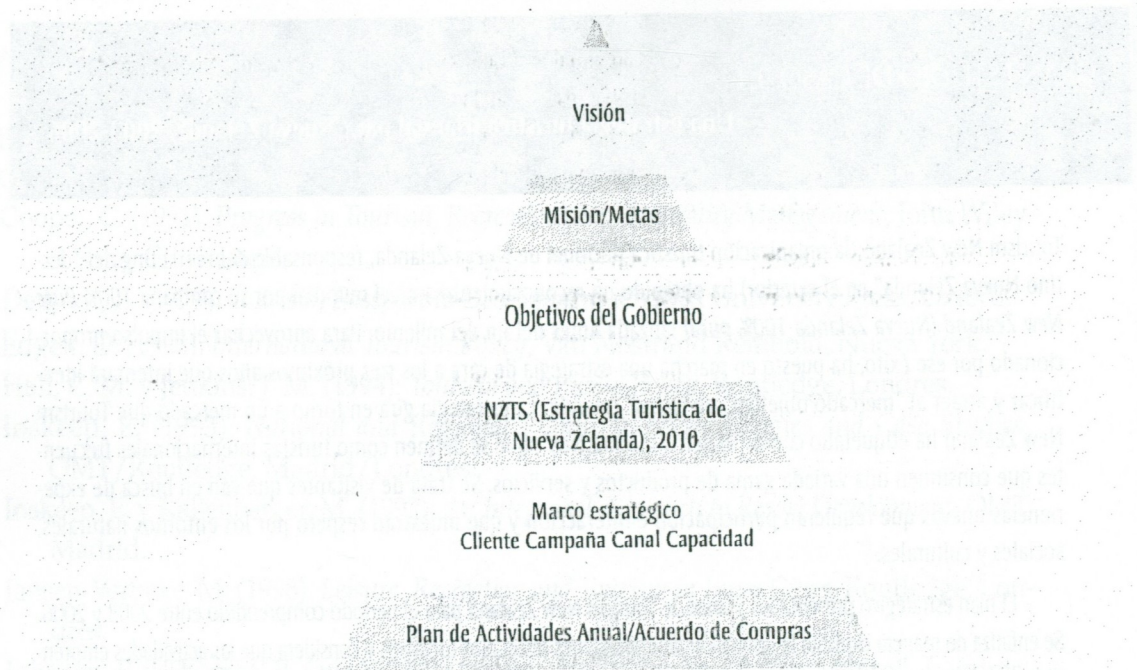 Visión
Misión/Metas
Objetivos del Gobierno
NZTS (Estrategia Turística de
Nueva Zelanda), 2010
Marco estratégico
Cliente Campaña Canal Capacidad
Plan de Actividades Anual/Acuerdo de Compras